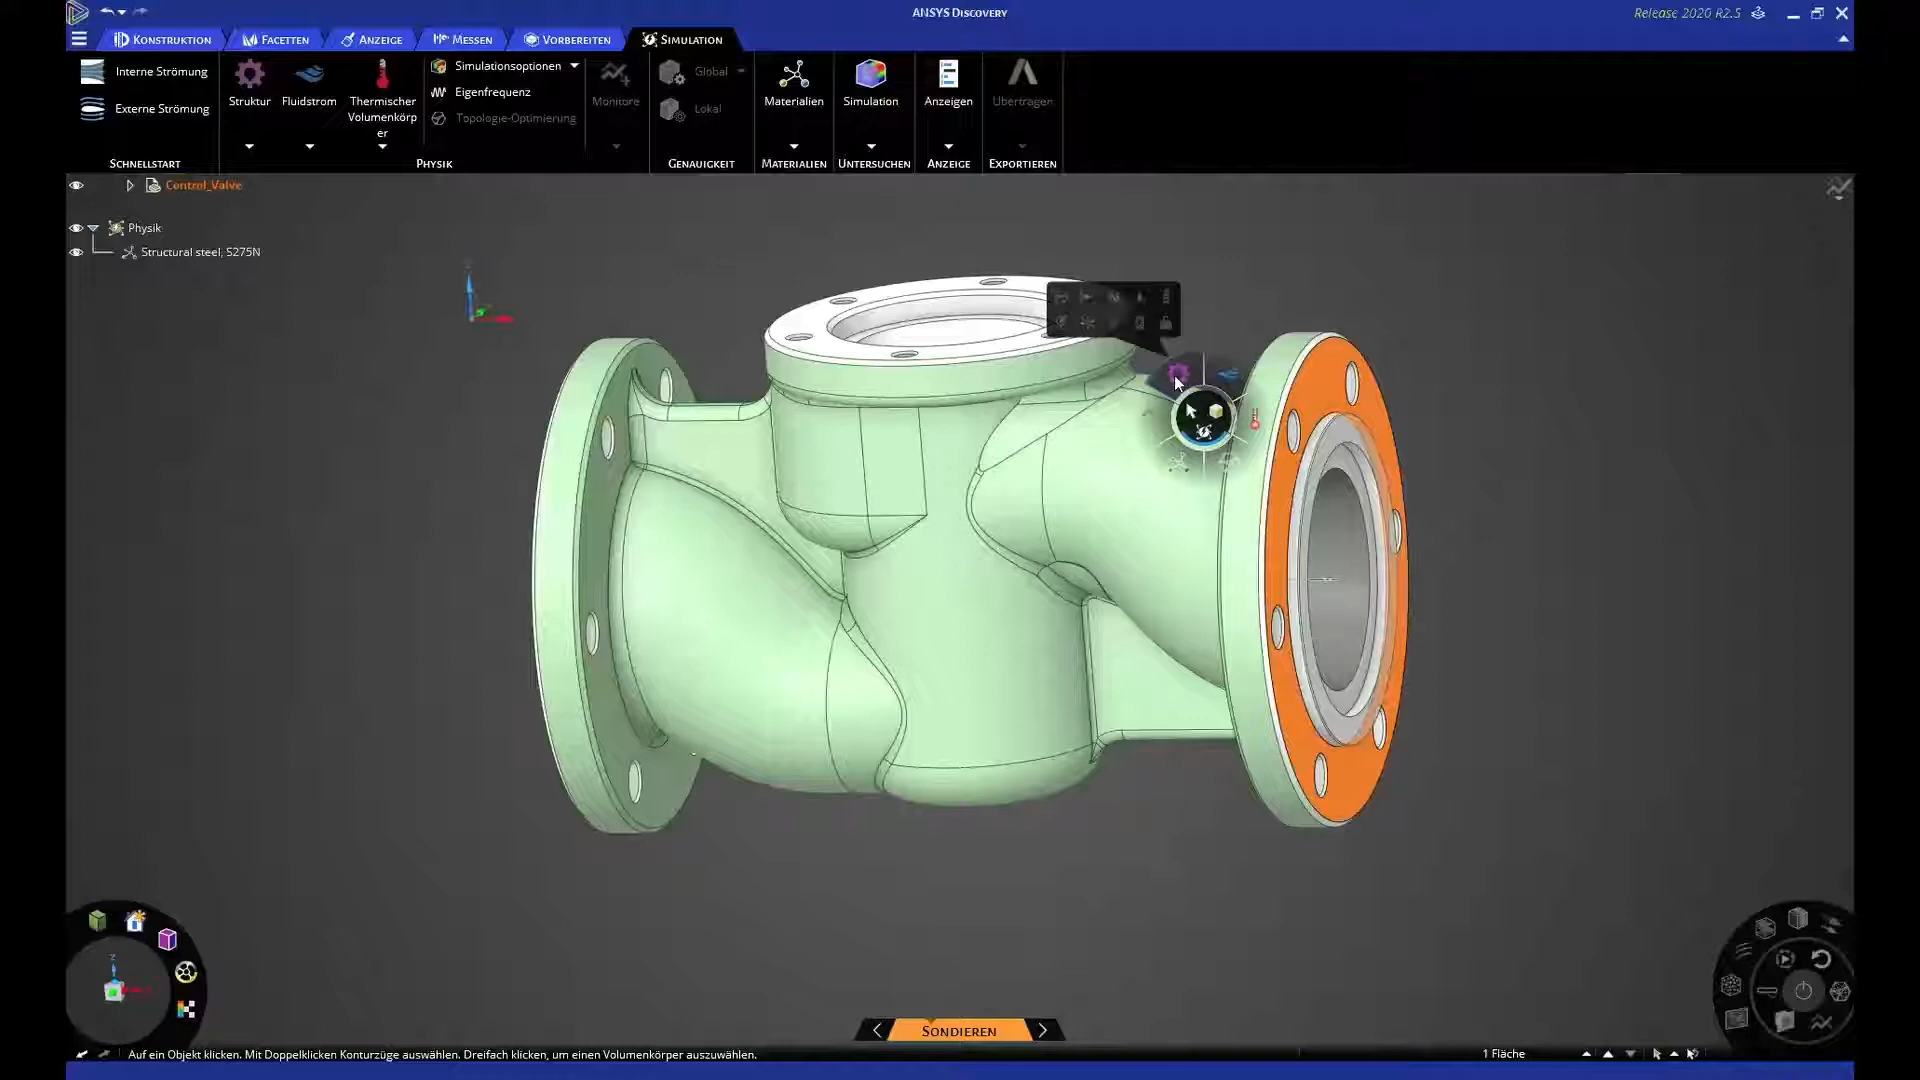 ANSYS DISCOVERY
Release 2020 R2.5
KONSTRUKTION
FACETTEN
ANZEIGE
MESSEN
VORBEREITEN
SIMULATION
Interne Strömung
Externe Strömung
SCHNELLSTART
Struktur
Fluidstrom
Thermischer
Volumenkörp
er
Simulationsoptionen
Eigenfrequenz
Topologie-Optimierung
PHYSIK
Monitore
Global
Lokal
GENAUIGKEIT
Materialien
MATERIALIEN
Simulation
UNTERSUCHEN
Anzeigen
ANZEIGE
Übertragen
EXPORTIEREN
Control_Valve
Physik
Structural steel, S275N
Z
SONDIEREN
Auf ein Objekt klicken. Mit Doppelklicken Konturzüge auswählen. Dreifach klicken, um einen Volumenkörper auszuwählen.
1 Fläche